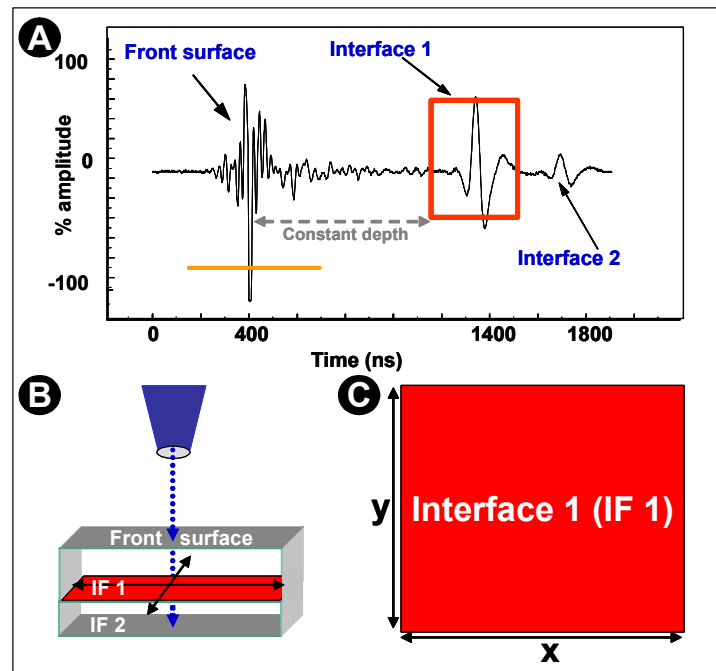 A
Front surface
Interface 1
100
0
-100
% amplitude
Constant depth
Interface 2
0
400
1400
1800
Time (ns)
B
Front surface
IF 1
IF 2
C
y
Interface 1 (IF 1)
x